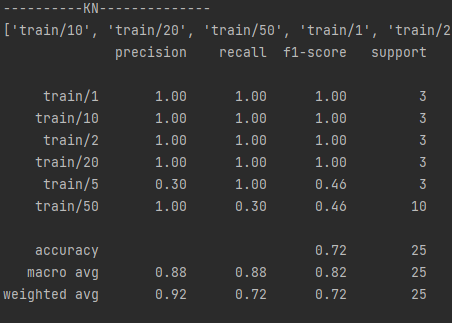 ----------KN--------------
['train/10', 'train/20', 'train/50', 'train/1', 'train/2
precision recall f1-score support
train/1 1.00 1.00 1.00 3
train/10 1.00 1.00 1.00 3
train/2 1.00 1.00 1.00 3
train/20 1.00 1.00 1.00 3
train/5 0.30 1.00 0.46 3
train/50 1.00 0.30 0.46 10
accuracy 0.72 25
macro avg 0.88 0.88 0.82 25
weighted avg 0.92 0.72 0.72 25